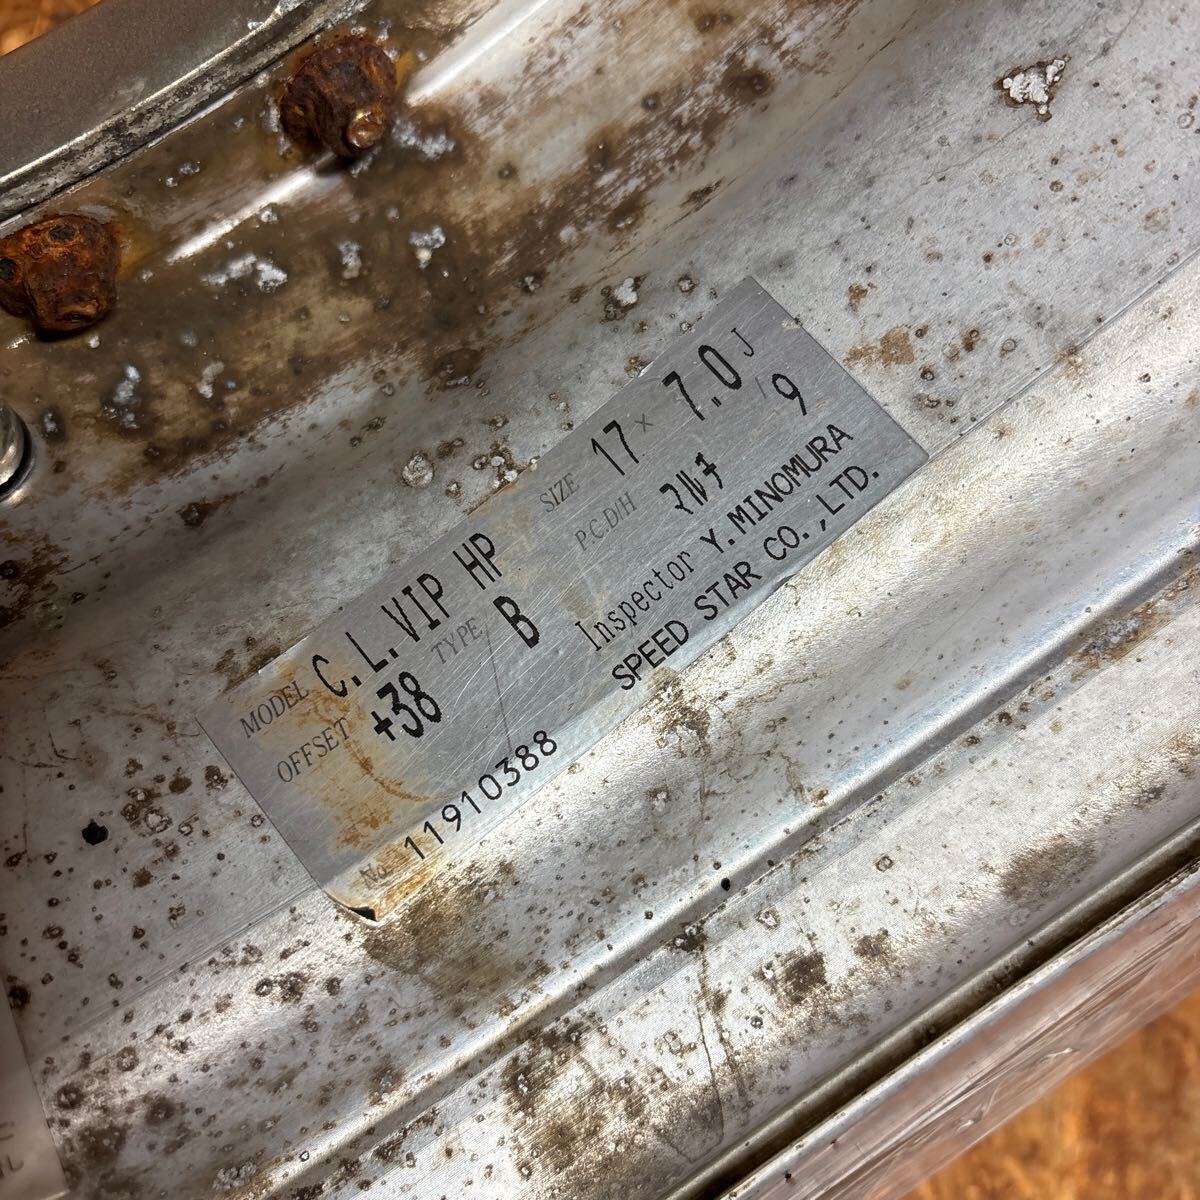 MODEL C.L.VIP HP SIZE 17 × 7.0 J
OFFSET +38 TYPE B P.C.D/H マルチ / 9
Inspector Y.MINOMURA
No. 11910388 SPEED STAR CO.,LTD.